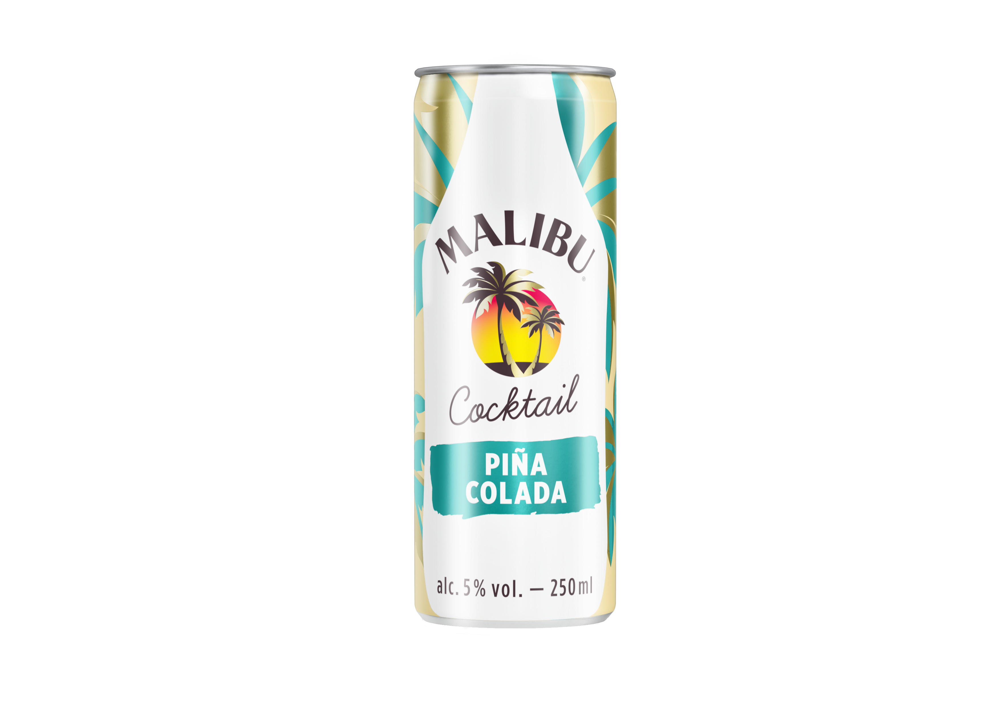 MALIBU
Cocktail
PIÑA
COLADA
alc. 5% vol. — 250ml